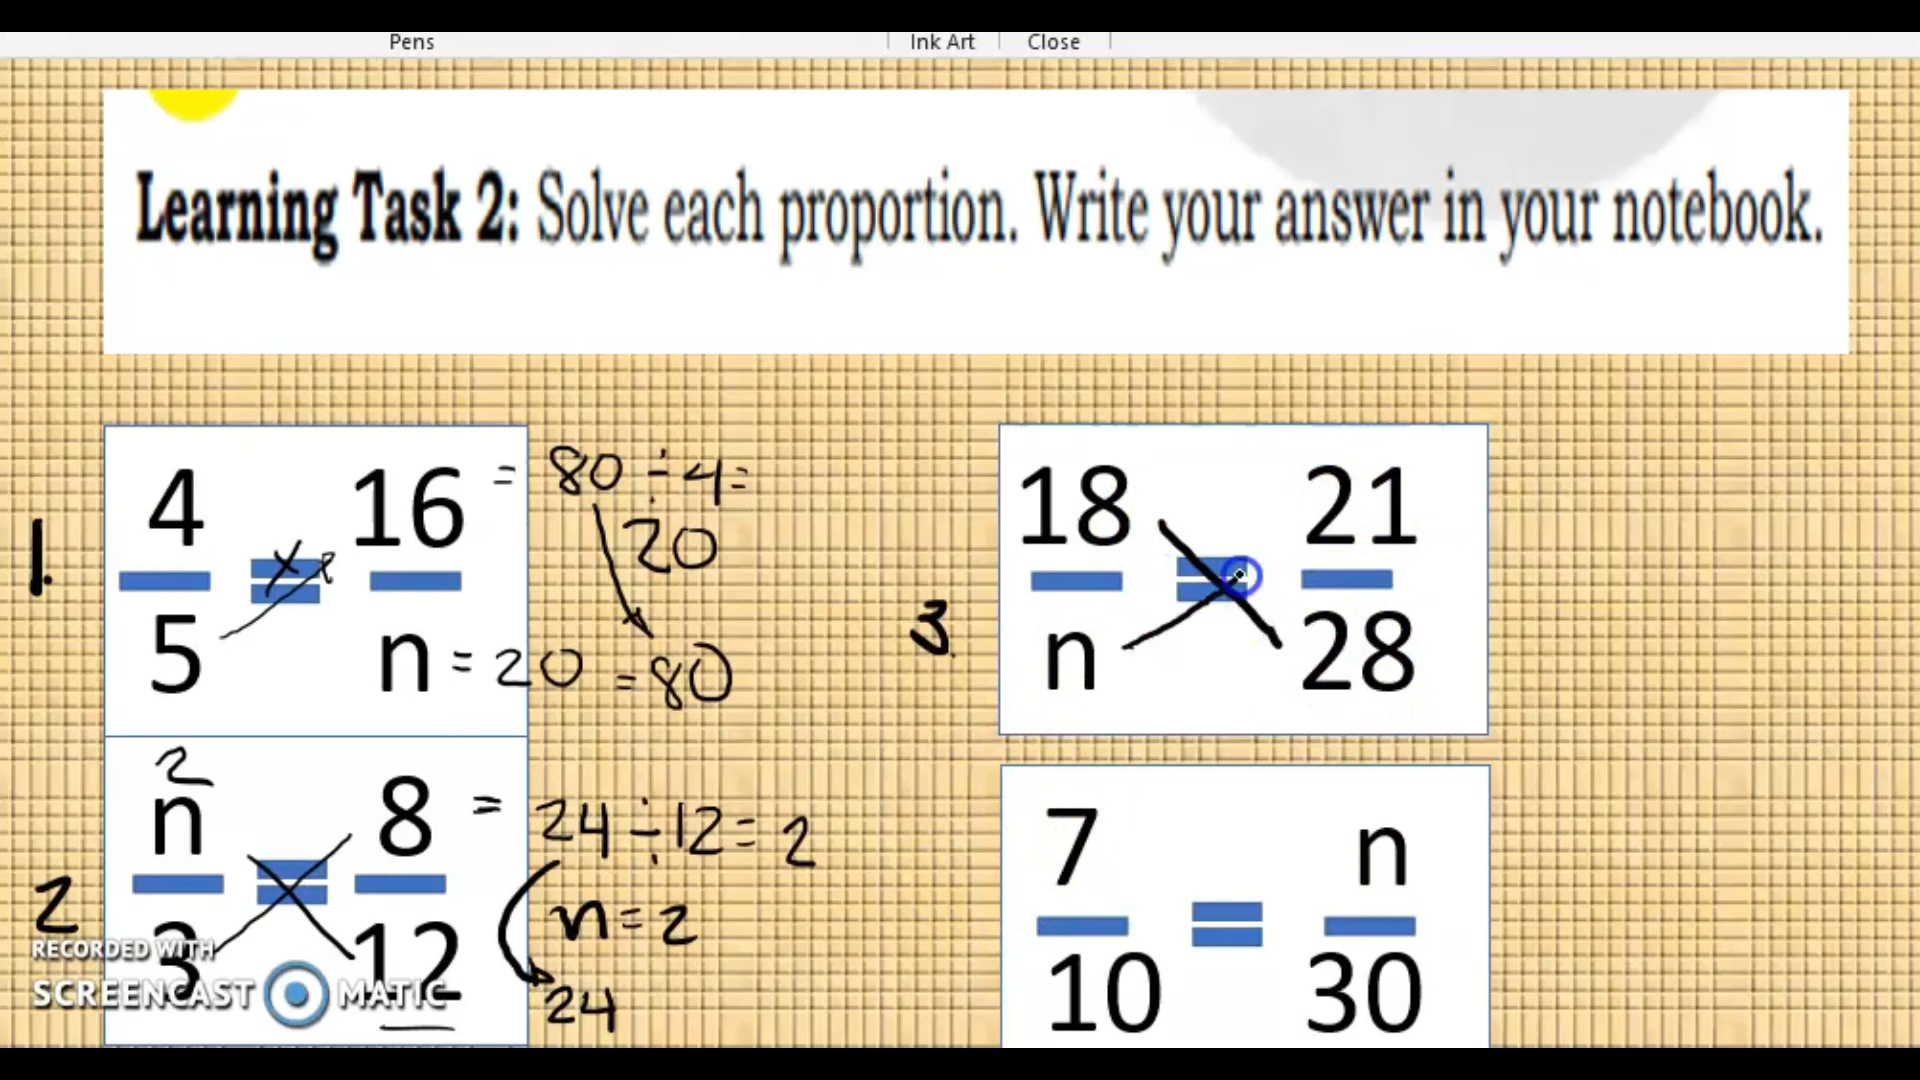 Pens Ink Art Close
Learning Task 2: Solve each proportion. Write your answer in your notebook.
1.
4 16 = 80 ÷ 4 =
= x
20
5 n = 20 = 80
2
2
n 8 = 24 ÷ 12 = 2
=
n = 2
3 12
24
3.
18 21
=
n 28
7 n
=
10 30
RECORDED WITH
SCREENCAST MATIC